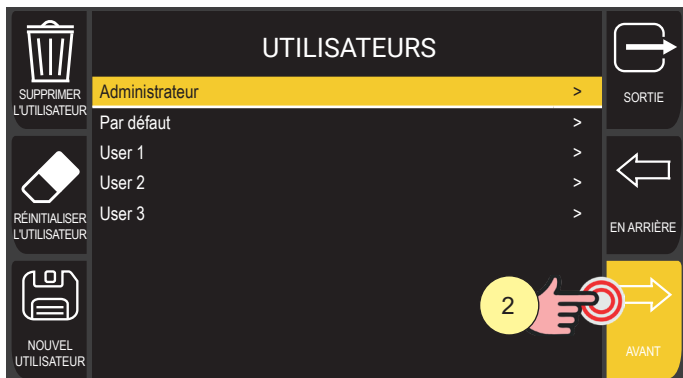 UTILISATEURS
SUPPRIMER
L'UTILISATEUR
RÉINITIALISER
L'UTILISATEUR
NOUVEL
UTILISATEUR
Administrateur >
Par défaut >
User 1 >
User 2 >
User 3 >
2
SORTIE
EN ARRIÈRE
AVANT